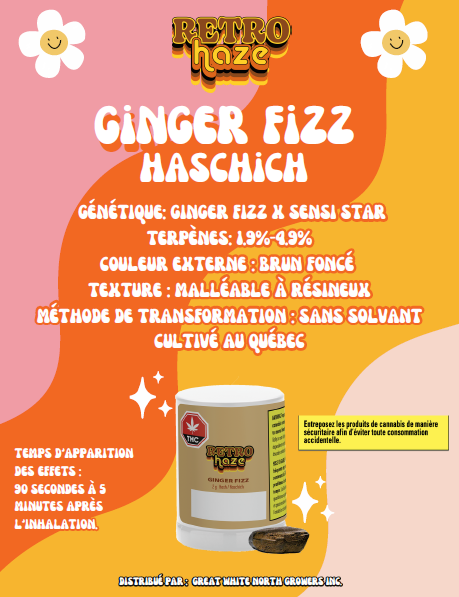 RETRO
haze
GINGER FIZZ
HASCHICH
GÉNÉTIQUE: GINGER FIZZ X SENSI STAR
TERPÈNES: 1.9%-4.9%
COULEUR EXTERNE : BRUN FONCÉ
TEXTURE : MALLÉABLE À RÉSINEUX
MÉTHODE DE TRANSFORMATION : SANS SOLVANT
CULTIVÉ AU QUÉBEC
THC
RETRO
haze
GINGER FIZZ
Entreposez les produits de cannabis de manière
sécuritaire afin d'éviter toute consommation
accidentelle.
TEMPS D'APPARITION
DES EFFETS :
90 SECONDES À 5
MINUTES APRÈS
L'INHALATION.
DISTRIBUÉ PAR : GREAT WHITE NORTH GROWERS INC.